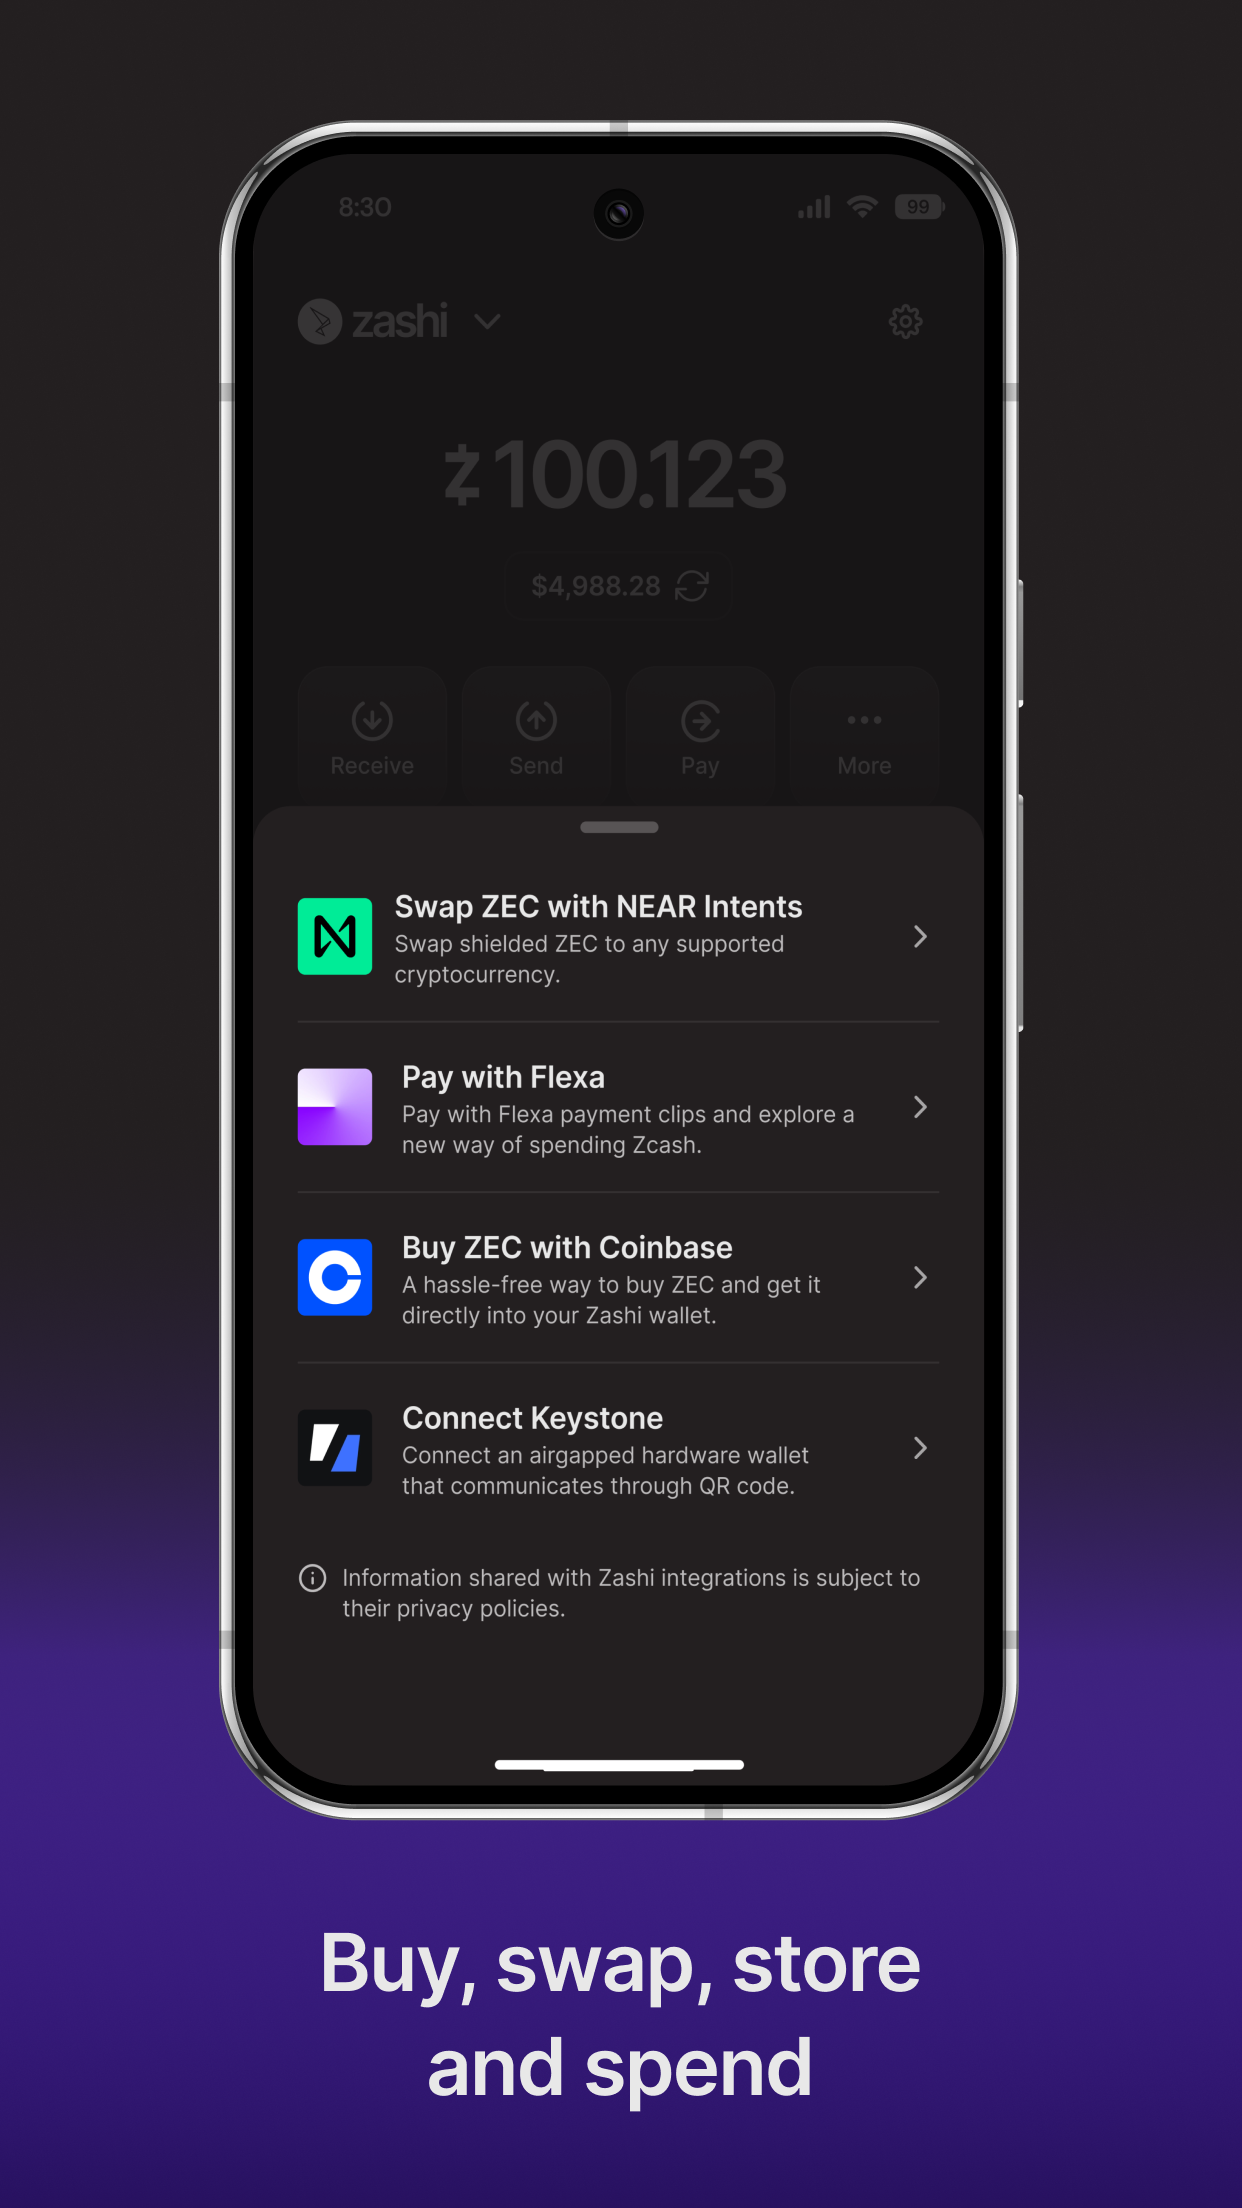 8:30
99
zashi
100.123
$4,988.28
Receive
Send
Pay
More
Swap ZEC with NEAR Intents
Swap shielded ZEC to any supported
cryptocurrency.
Pay with Flexa
Pay with Flexa payment clips and explore a
new way of spending Zcash.
Buy ZEC with Coinbase
A hassle-free way to buy ZEC and get it
directly into your Zashi wallet.
Connect Keystone
Connect an airgapped hardware wallet
that communicates through QR code.
Information shared with Zashi integrations is subject to
their privacy policies.
Buy, swap, store
and spend